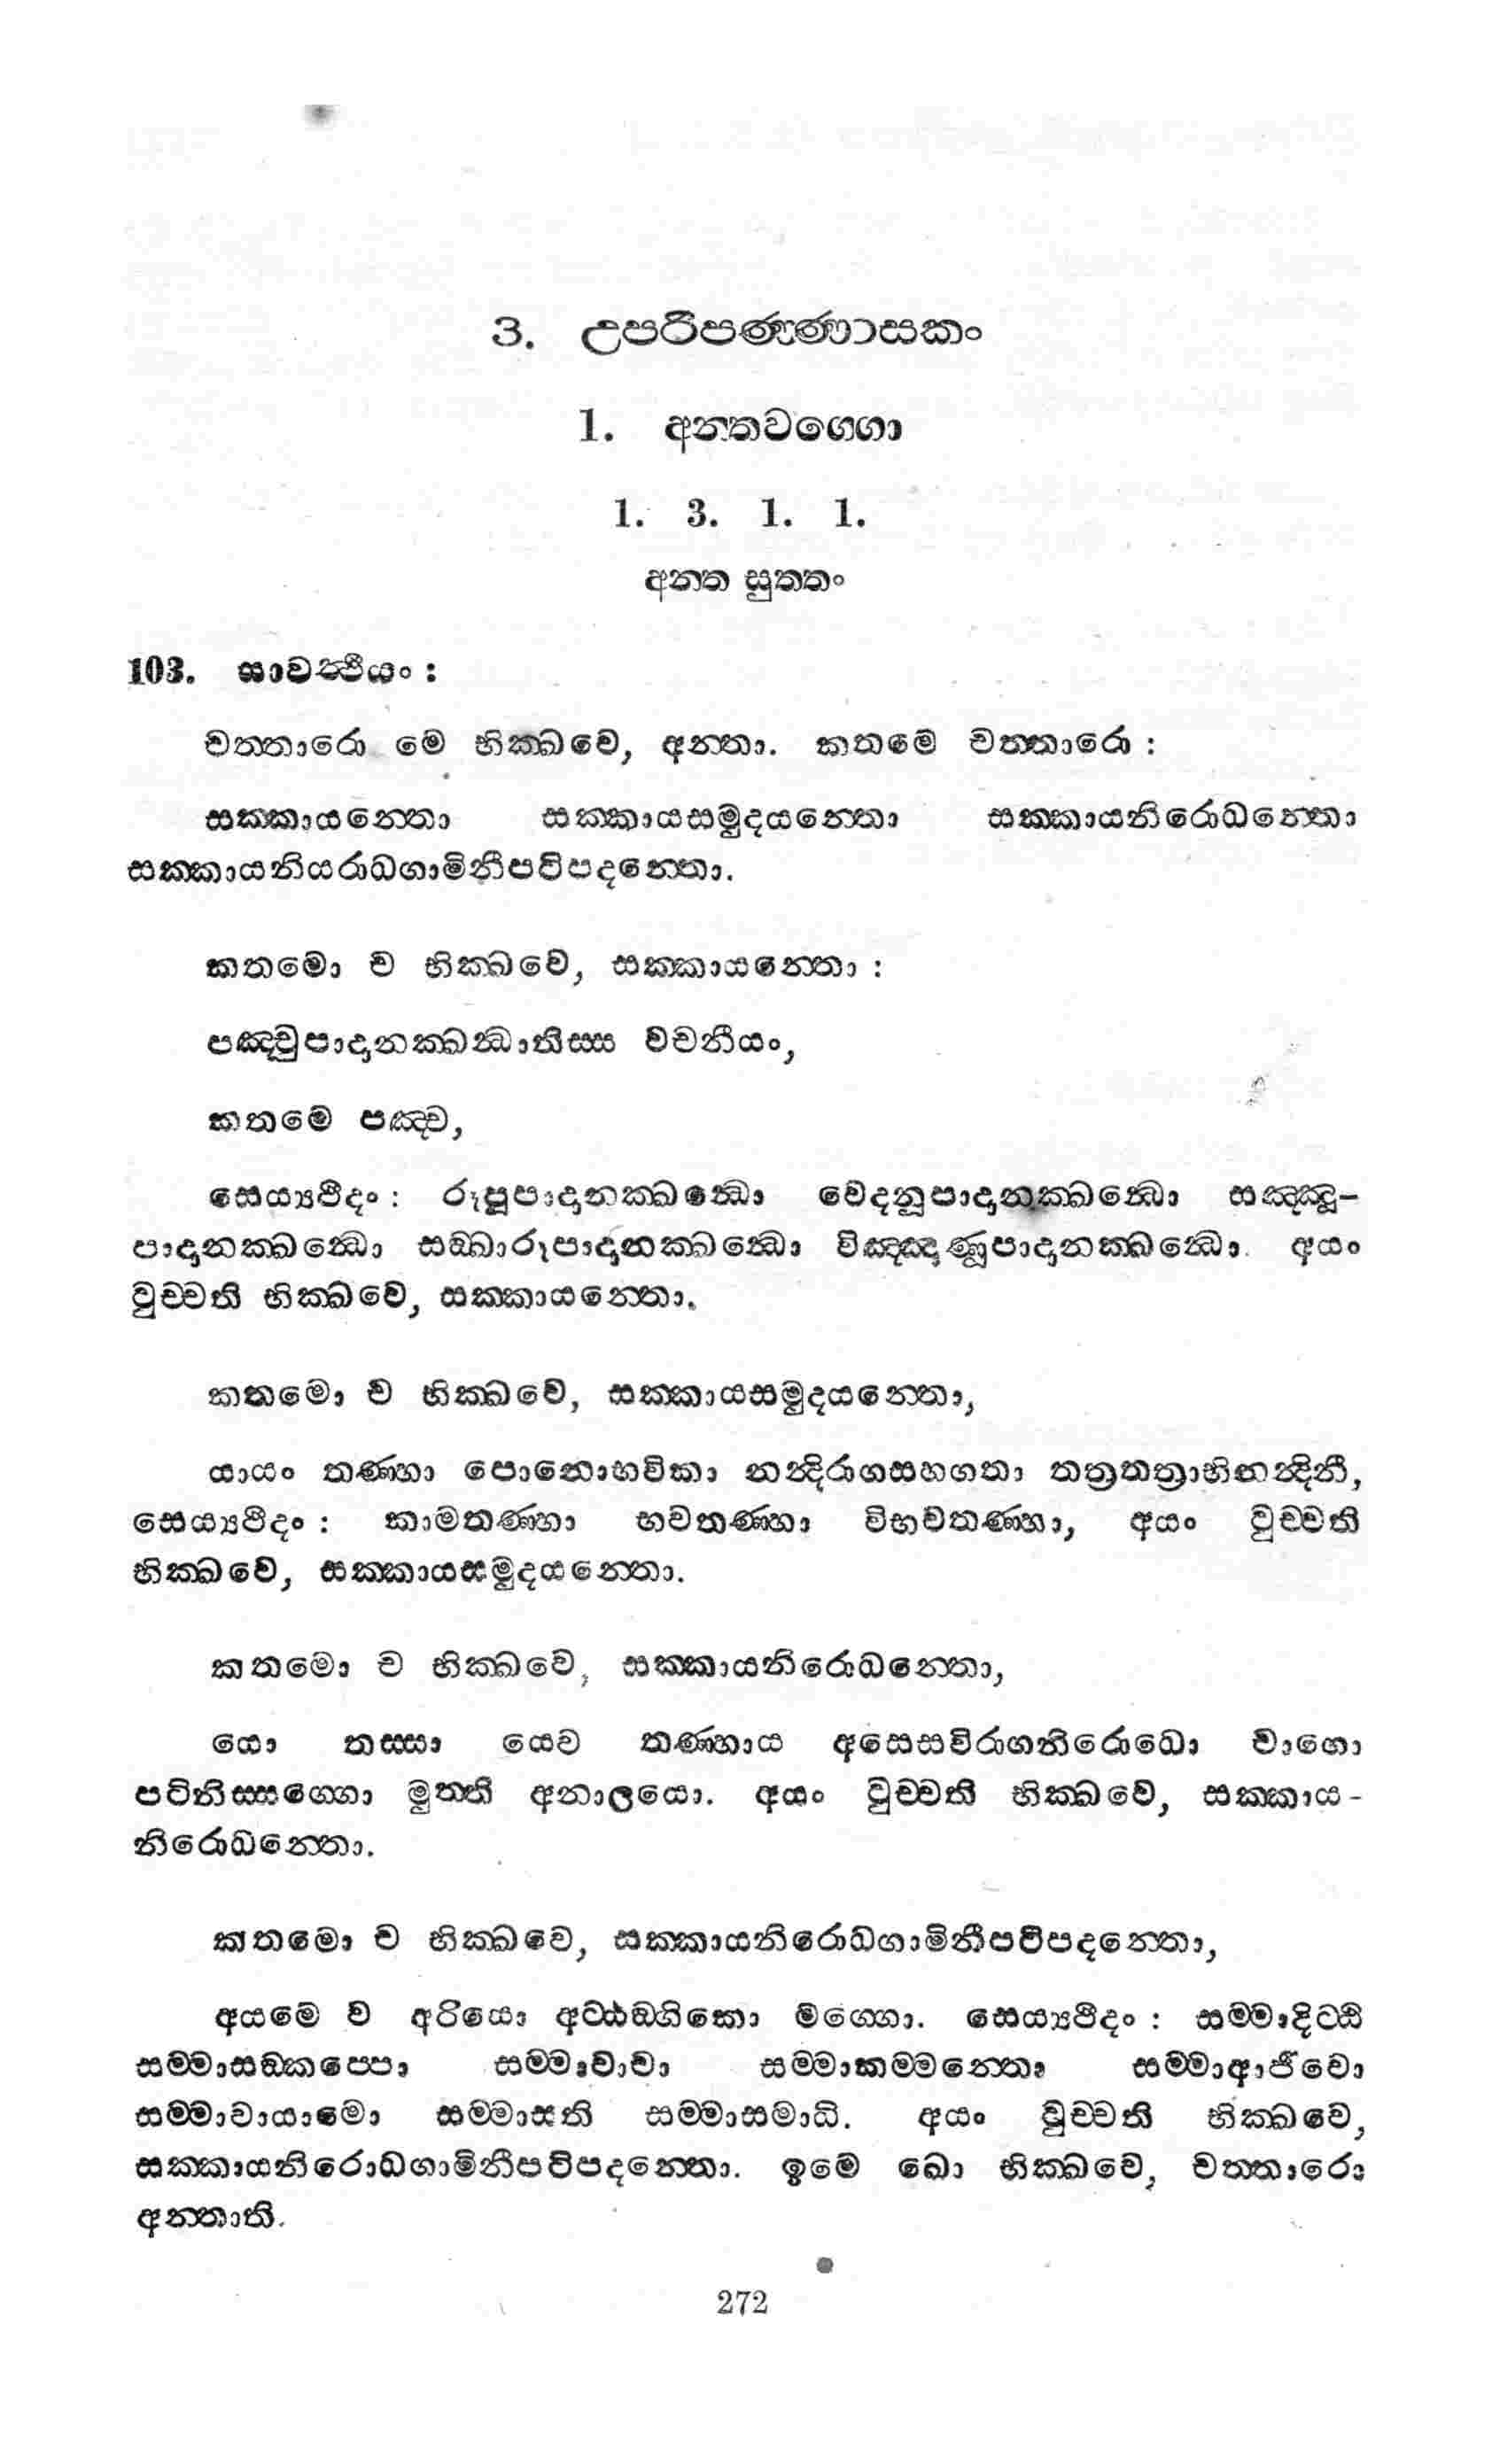 3. උපරිපණ්ණාසකං
1. අන්තවග්ගො
1. 3. 1. 1.
අන්ත සුත්තං
103. සාවත්ථියං :
චත්තාරො මෙ භික්ඛවෙ, අන්තා. කතමෙ චත්තාරො :
සක්කායන්තො සක්කායසමුදයන්තො සක්කායනිරොධන්තො
සක්කායනියරාධගාමිනීපටිපදන්තො.
කතමො ච භික්ඛවෙ, සක්කායන්තො :
පඤ්චුපාදානක්ඛන්ධාතිස්ස වචනීයං,
කතමෙ පඤ්ච,
සෙය්‍යථිදං : රූපූපාදානක්ඛන්ධො වෙදනූපාදානක්ඛන්ධො සඤ්ඤූ-
පාදානක්ඛන්ධො සඞ්ඛාරූපාදානක්ඛන්ධො විඤ්ඤාණූපාදානක්ඛන්ධො. අයං
වුච්චති භික්ඛවෙ, සක්කායන්තො.
කතමො ච භික්ඛවෙ, සක්කායසමුදයන්තො,
යායං තණ්හා පොනොභවිකා නන්දිරාගසහගතා තත්‍රතත්‍රාභිනන්දිනී,
සෙය්‍යථිදං : කාමතණ්හා භවතණ්හා විභවතණ්හා, අයං වුච්චති
භික්ඛවෙ, සක්කායසමුදයන්තො.
කතමො ච භික්ඛවෙ, සක්කායනිරොධන්තො,
යො තස්සා යෙව තණ්හාය අසෙසවිරාගනිරොධො චාගො
පටිනිස්සග්ගො මුත්ති අනාලයො. අයං වුච්චති භික්ඛවෙ, සක්කාය-
නිරොධන්තො.
කතමො ච භික්ඛවෙ, සක්කායනිරොධගාමිනීපටිපදන්තො,
අයමෙ ව අරියො අට්ඨඞ්ගිකො මග්ගො. සෙය්‍යථිදං : සම්මාදිට්ඨි
සම්මාසඞ්කප්පො සම්මාවාචා සම්මාකම්මන්තො සම්මාආජීවො
සම්මාවායාමො සම්මාසති සම්මාසමාධි. අයං වුච්චති භික්ඛවෙ,
සක්කායනිරොධගාමිනීපටිපදන්තො. ඉමෙ ඛො භික්ඛවෙ, චත්තාරො
අන්තාති.
272